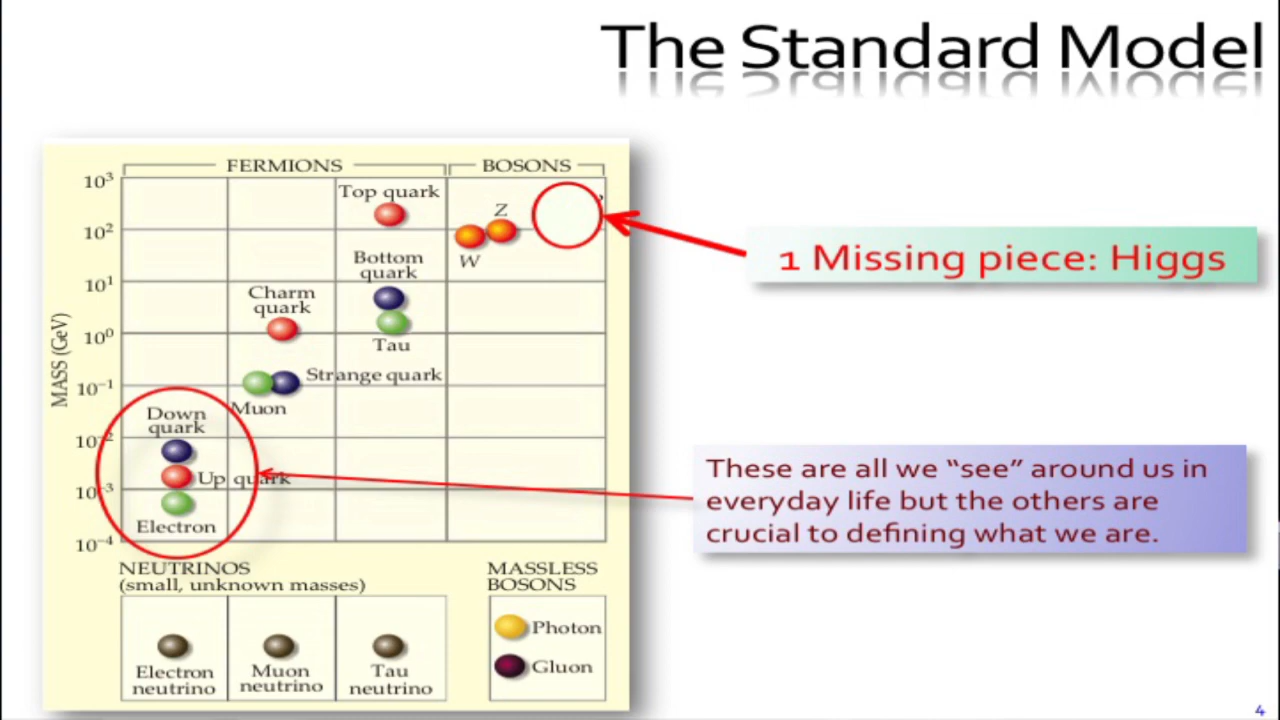 The Standard Model
FERMIONS
BOSONS
10³
10²
10¹
10⁰
10⁻¹
10⁻²
10⁻³
10⁻⁴
MASS (GeV)
Top quark
Z
W
Bottom
quark
Charm
quark
Tau
Strange quark
Muon
Down
quark
Up quark
Electron
1 Missing piece: Higgs
These are all we “see” around us in
everyday life but the others are
crucial to defining what we are.
NEUTRINOS
(small, unknown masses)
Electron
neutrino
Muon
neutrino
Tau
neutrino
MASSLESS
BOSONS
Photon
Gluon
4